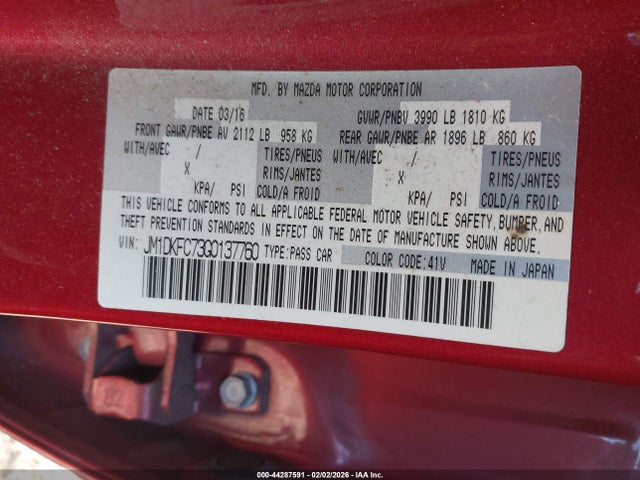 MFD. BY MAZDA MOTOR CORPORATION
DATE 03/16 GVWR/PNBV 3990 LB 1810 KG
FRONT GAWR/PNBE AV 2112 LB 958 KG REAR GAWR/PNBE AR 1896 LB 860 KG
WITH/AVEC / TIRES/PNEUS WITH/AVEC / TIRES/PNEUS
X RIMS/JANTES X RIMS/JANTES
KPA/ PSI COLD/A FROID KPA/ PSI COLD/A FROID
THIS VEHICLE CONFORMS TO ALL APPLICABLE FEDERAL MOTOR VEHICLE SAFETY, BUMPER, AND
THEFT PREVENTION STANDARDS IN EFFECT ON THE DATE OF MANUFACTURE SHOWN ABOVE.
VIN: JM1DKFC73G0137760 TYPE:PASS CAR COLOR CODE:41V MADE IN JAPAN
000-44287591 - 02/02/2026 - IAA Inc.